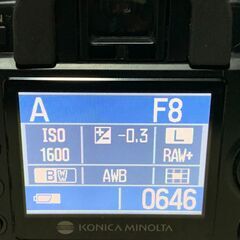 A F8
ISO -0.3 L
1600 RAW+
BW AWB
0646
KONICA MINOLTA